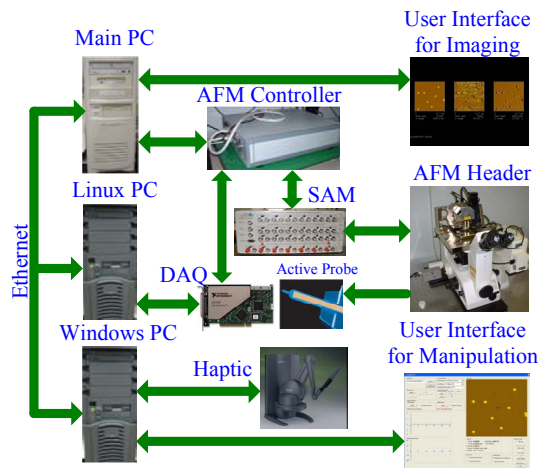 Main PC
User Interface
for Imaging
AFM Controller
Linux PC
SAM
AFM Header
DAQ
Active Probe
Ethernet
Windows PC
Haptic
User Interface
for Manipulation